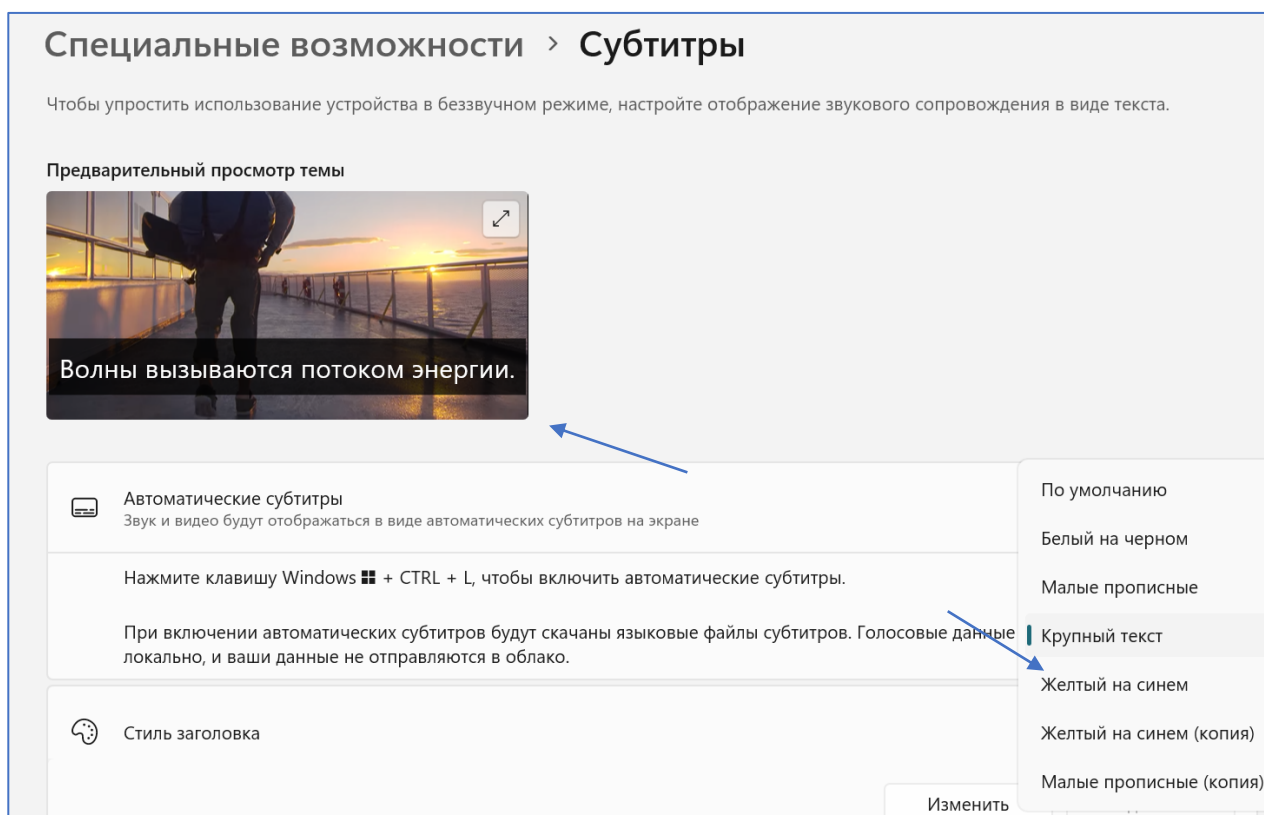 Специальные возможности > Субтитры
Чтобы упростить использование устройства в беззвучном режиме, настройте отображение звукового сопровождения в виде текста.
Предварительный просмотр темы
Волны вызываются потоком энергии.
Автоматические субтитры
Звук и видео будут отображаться в виде автоматических субтитров на экране
Нажмите клавишу Windows + CTRL + L, чтобы включить автоматические субтитры.
При включении автоматических субтитров будут скачаны языковые файлы субтитров. Голосовые данные
локально, и ваши данные не отправляются в облако.
Стиль заголовка
Изменить
По умолчанию
Белый на черном
Малые прописные
Крупный текст
Желтый на синем
Желтый на синем (копия)
Малые прописные (копия)